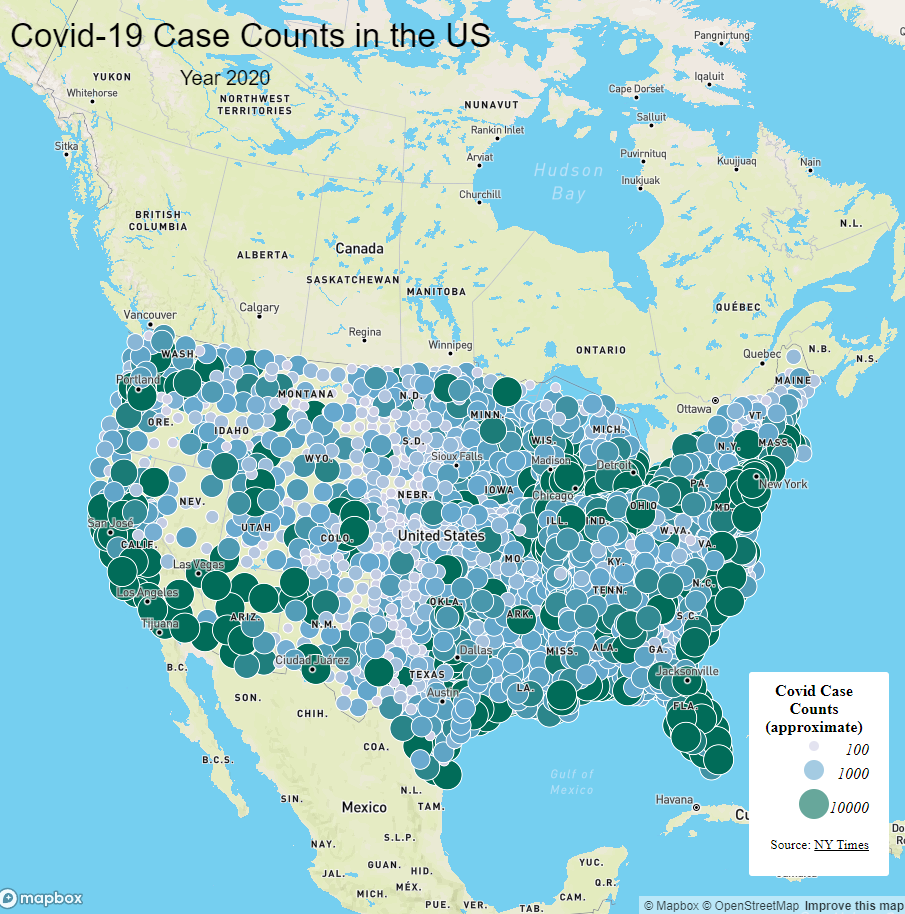 Covid-19 Case Counts in the US
Year 2020
Pangnirtung
YUKON
Whitehorse
Iqaluit
Cape Dorset
NORTHWEST
TERRITORIES
NUNAVUT
Salluit
Rankin Inlet
Sitka
Arviat
Puvirnituq
Kuujjuaq
Nain
Hudson
Bay
Inukjuak
Churchill
BRITISH
COLUMBIA
N.L.
Canada
ALBERTA
SASKATCHEWAN
MANITOBA
Calgary
QUÉBEC
Vancouver
Regina
Winnipeg
ONTARIO
Quebec
N.B.
N.S.
WASH.
Portland
MAINE
MONTANA
N.D.
Ottawa
MINN.
VT.
ORE.
IDAHO
MICH.
S.D.
WIS.
N.Y.
MASS.
WYO.
Sioux Falls
Madison
Detroit
New York
PA.
NEBR.
IOWA
Chicago
NEV.
OHIO
MD.
San José
UTAH
ILL.
IND.
CALIF.
COLO.
United States
W.VA.
VA.
MO.
KY.
Las Vegas
N.C.
TENN.
Los Angeles
OKLA.
ARK.
ARIZ.
S.C.
Tijuana
N.M.
MISS.
ALA.
GA.
Dallas
Ciudad Juárez
B.C.
TEXAS
Jacksonville
SON.
Austin
LA.
FLA.
CHIH.
COA.
B.C.S.
Gulf of
Mexico
N.L.
SIN.
Mexico
TAM.
Havana
Cu
NAY.
S.L.P.
YUC.
JAL.
GUAN.
HID.
Q.R.
MICH.
MÉX.
PUE.
VER.
TAB.
CAM.
Covid Case
Counts
(approximate)
100
1000
10000
Source: NY Times
Do
Jamaica
mapbox
© Mapbox © OpenStreetMap Improve this map